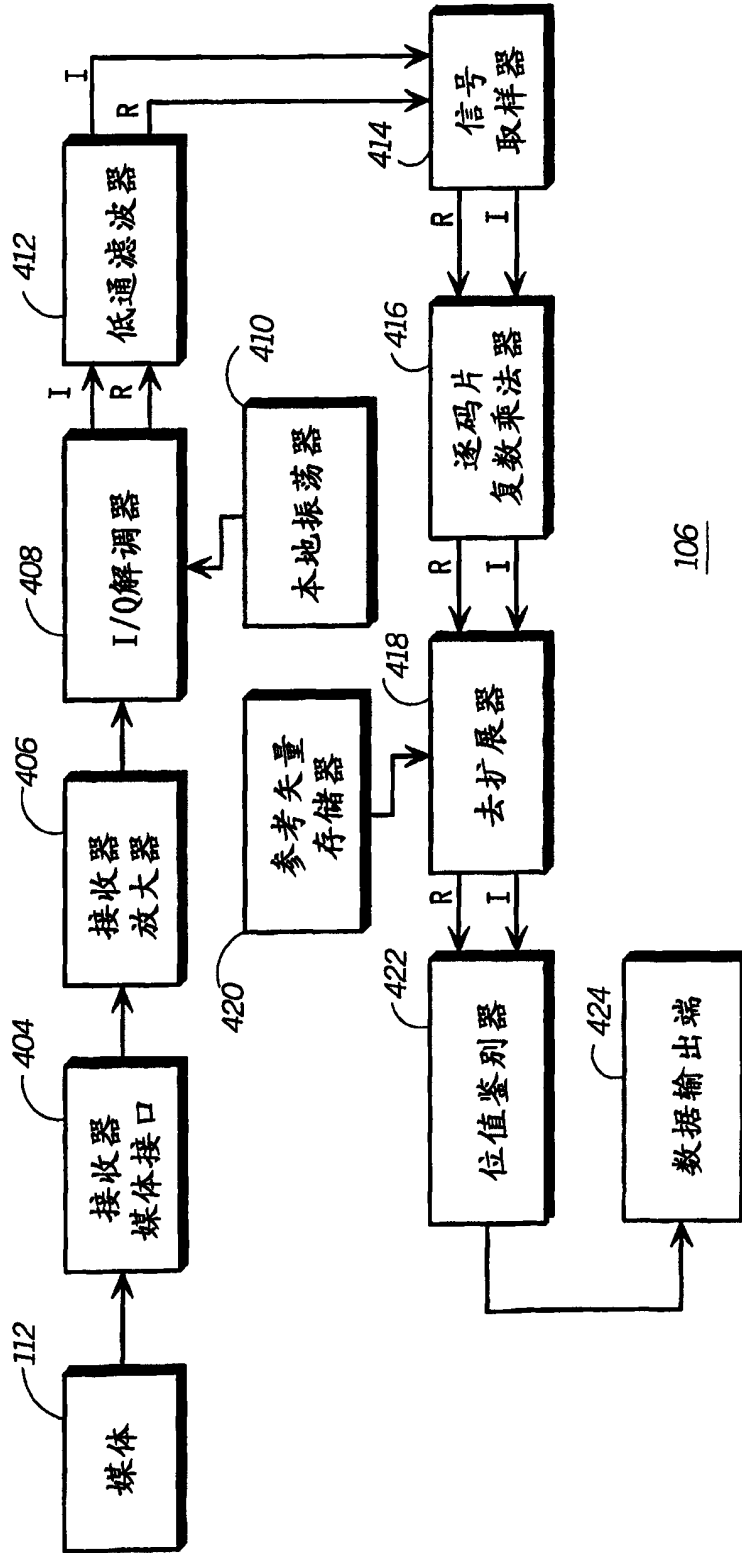 112
媒体
404
接收器
媒体接口
406
接收器
放大器
408
I/Q解调器
I
R
412
低通滤波器
I
R
410
本地振荡器
414
信号
取样器
R
I
416
逐码片
复数乘法器
R
I
418
去扩展器
420
参考矢量
存储器
R
I
422
位值鉴别器
424
数据输出端
106